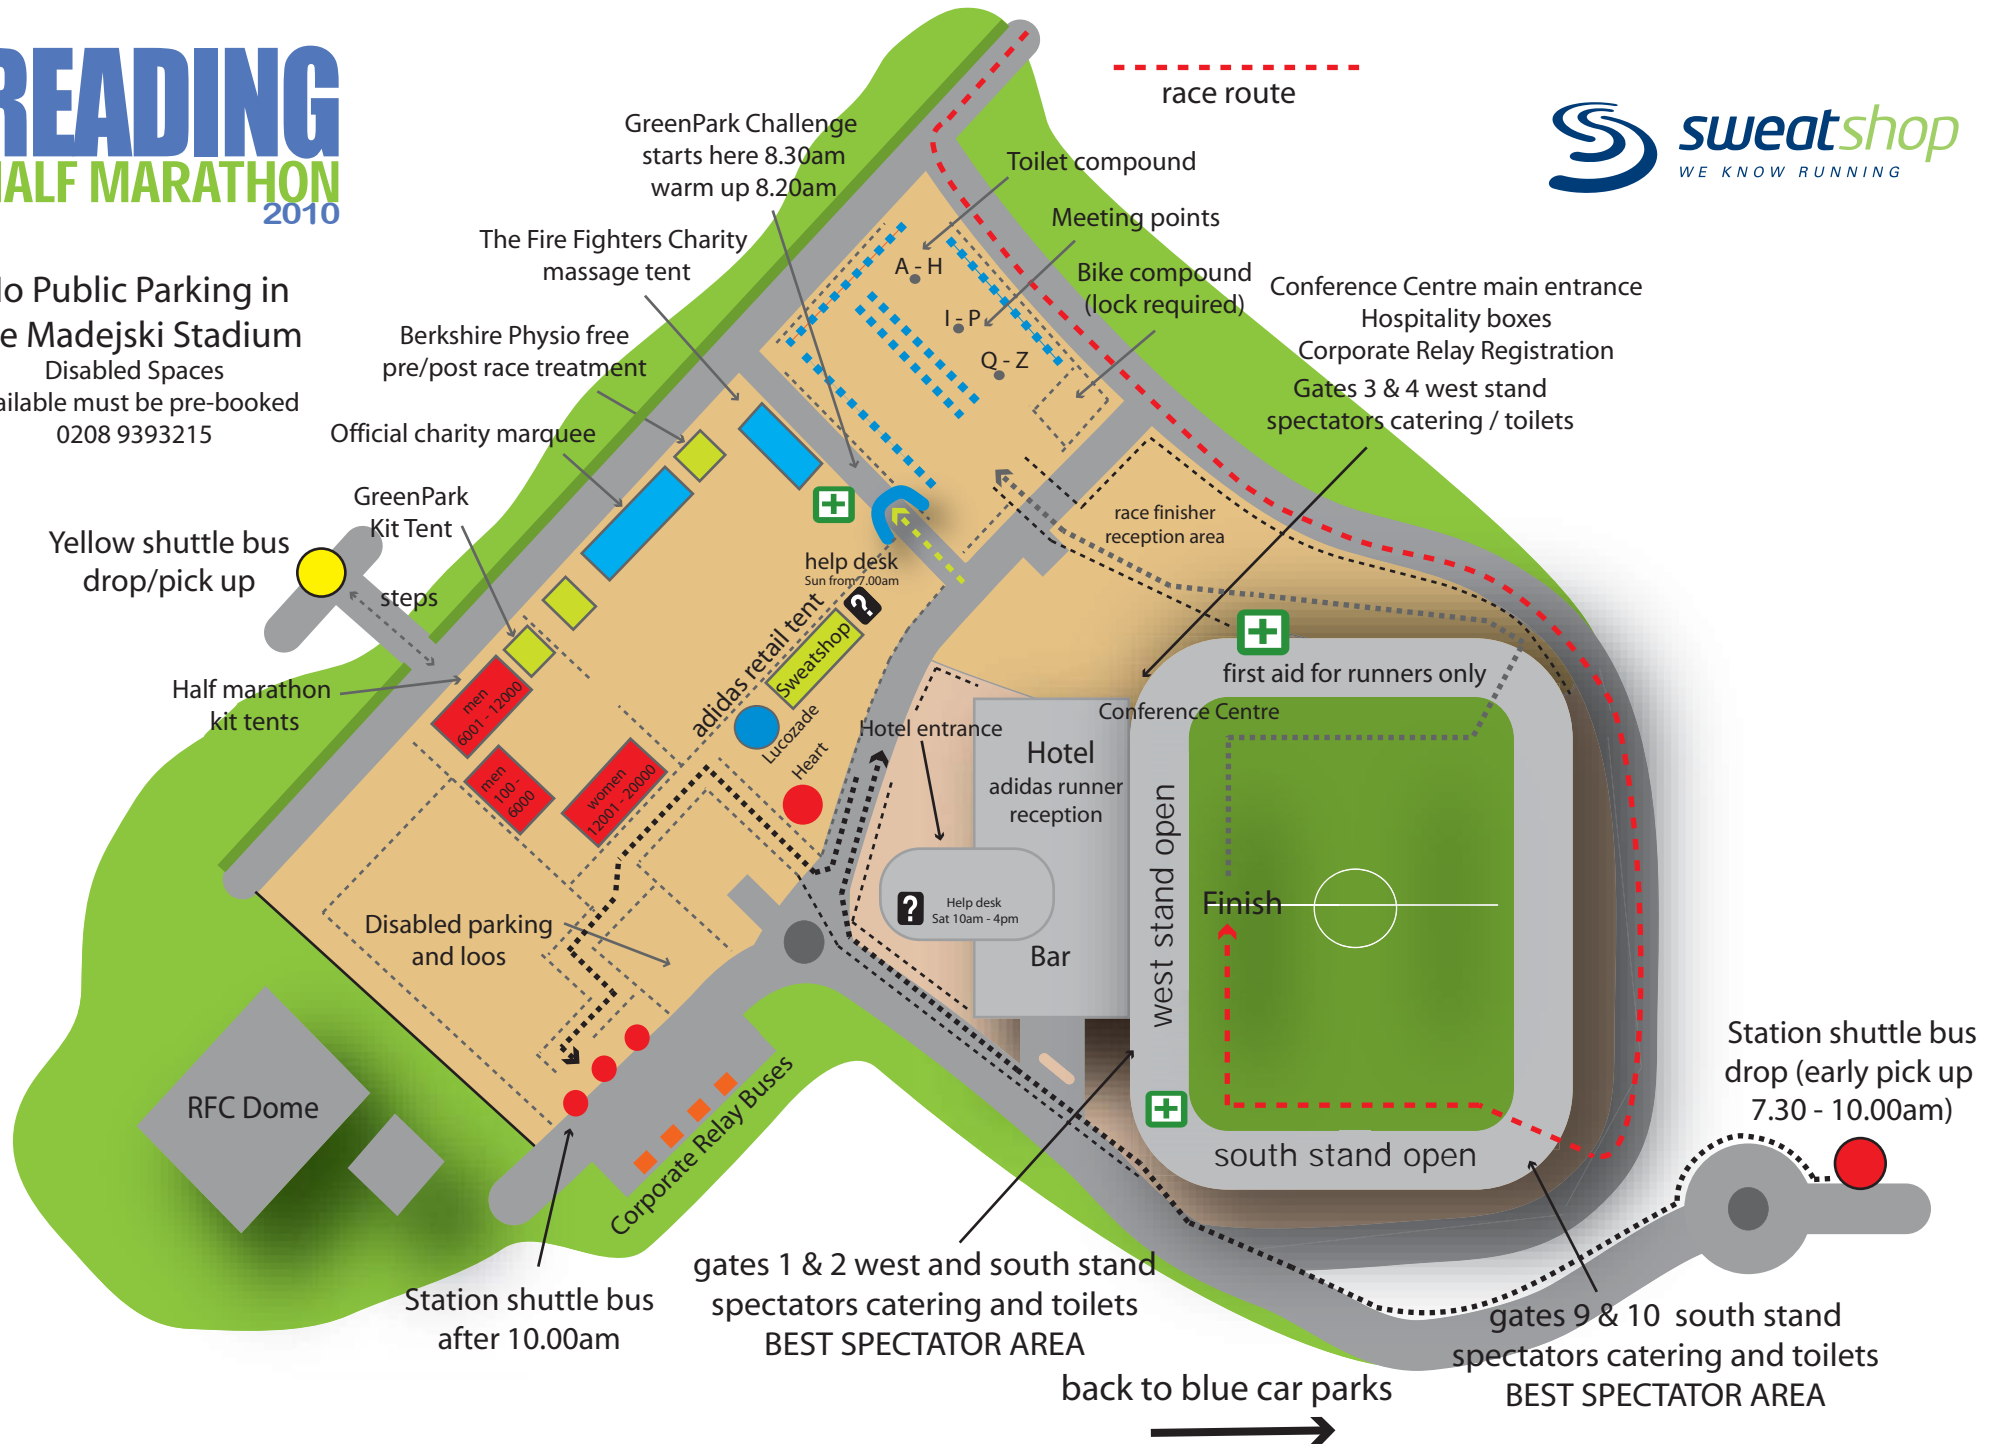 READING
HALF MARATHON
2010
race route
sweatshop
WE KNOW RUNNING
GreenPark Challenge
starts here 8.30am
warm up 8.20am
Toilet compound
Meeting points
Bike compound
(lock required)
The Fire Fighters Charity
massage tent
A - H
I - P
Q - Z
No Public Parking in
the Madejski Stadium
Disabled Spaces
available must be pre-booked
0208 9393215
Conference Centre main entrance
Hospitality boxes
Corporate Relay Registration
Gates 3 & 4 west stand
spectators catering / toilets
Berkshire Physio free
pre/post race treatment
Official charity marquee
GreenPark
Kit Tent
Yellow shuttle bus
drop/pick up
steps
race finisher
reception area
help desk
Sun from 7.00am
?
adidas retail tent
Sweatshop
Lucozade
Heart
first aid for runners only
Half marathon
kit tents
men
6001 - 12000
men
100 -
6000
women
12001 - 20000
Hotel entrance
Conference Centre
Hotel
adidas runner
reception
west stand open
Finish
?
Help desk
Sat 10am - 4pm
Bar
Disabled parking
and loos
RFC Dome
Corporate Relay Buses
Station shuttle bus
drop (early pick up
7.30 - 10.00am)
south stand open
Station shuttle bus
after 10.00am
gates 1 & 2 west and south stand
spectators catering and toilets
BEST SPECTATOR AREA
gates 9 & 10 south stand
spectators catering and toilets
BEST SPECTATOR AREA
back to blue car parks